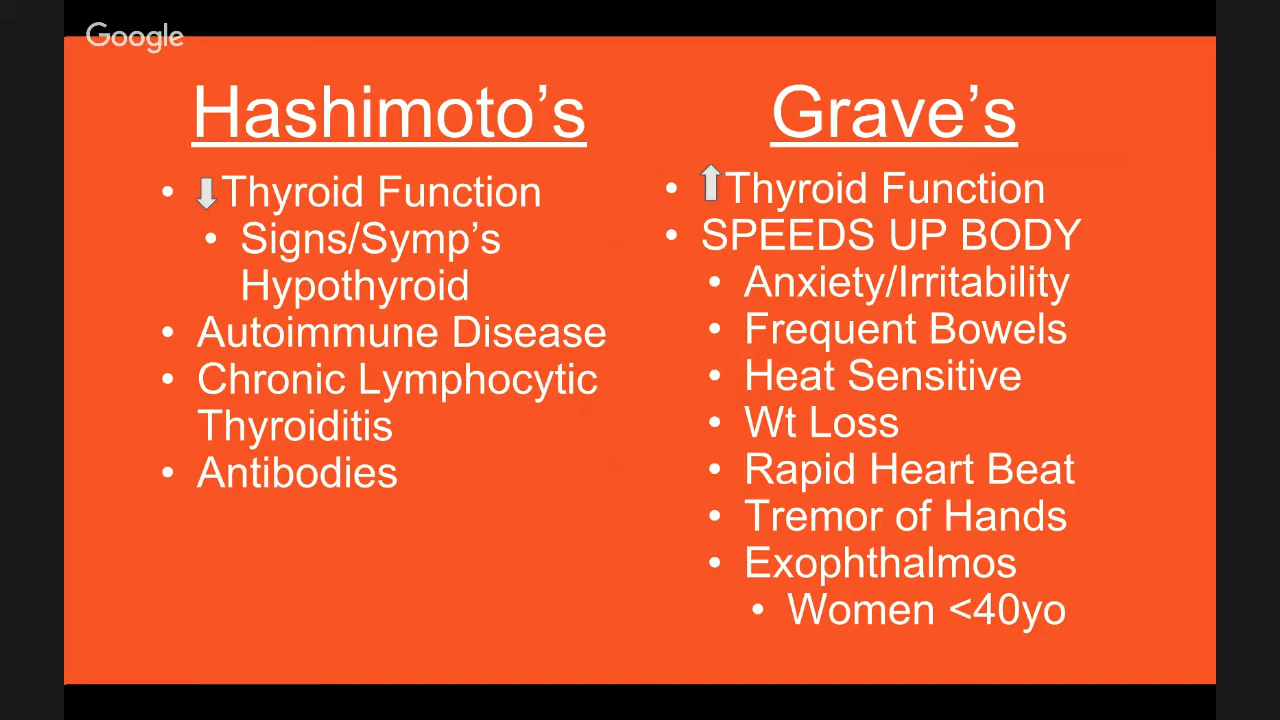 Google
Hashimoto's
• Thyroid Function
• Signs/Symp's
Hypothyroid
• Autoimmune Disease
• Chronic Lymphocytic
Thyroiditis
• Antibodies
Grave's
• Thyroid Function
• SPEEDS UP BODY
• Anxiety/Irritability
• Frequent Bowels
• Heat Sensitive
• Wt Loss
• Rapid Heart Beat
• Tremor of Hands
• Exophthalmos
• Women <40yo